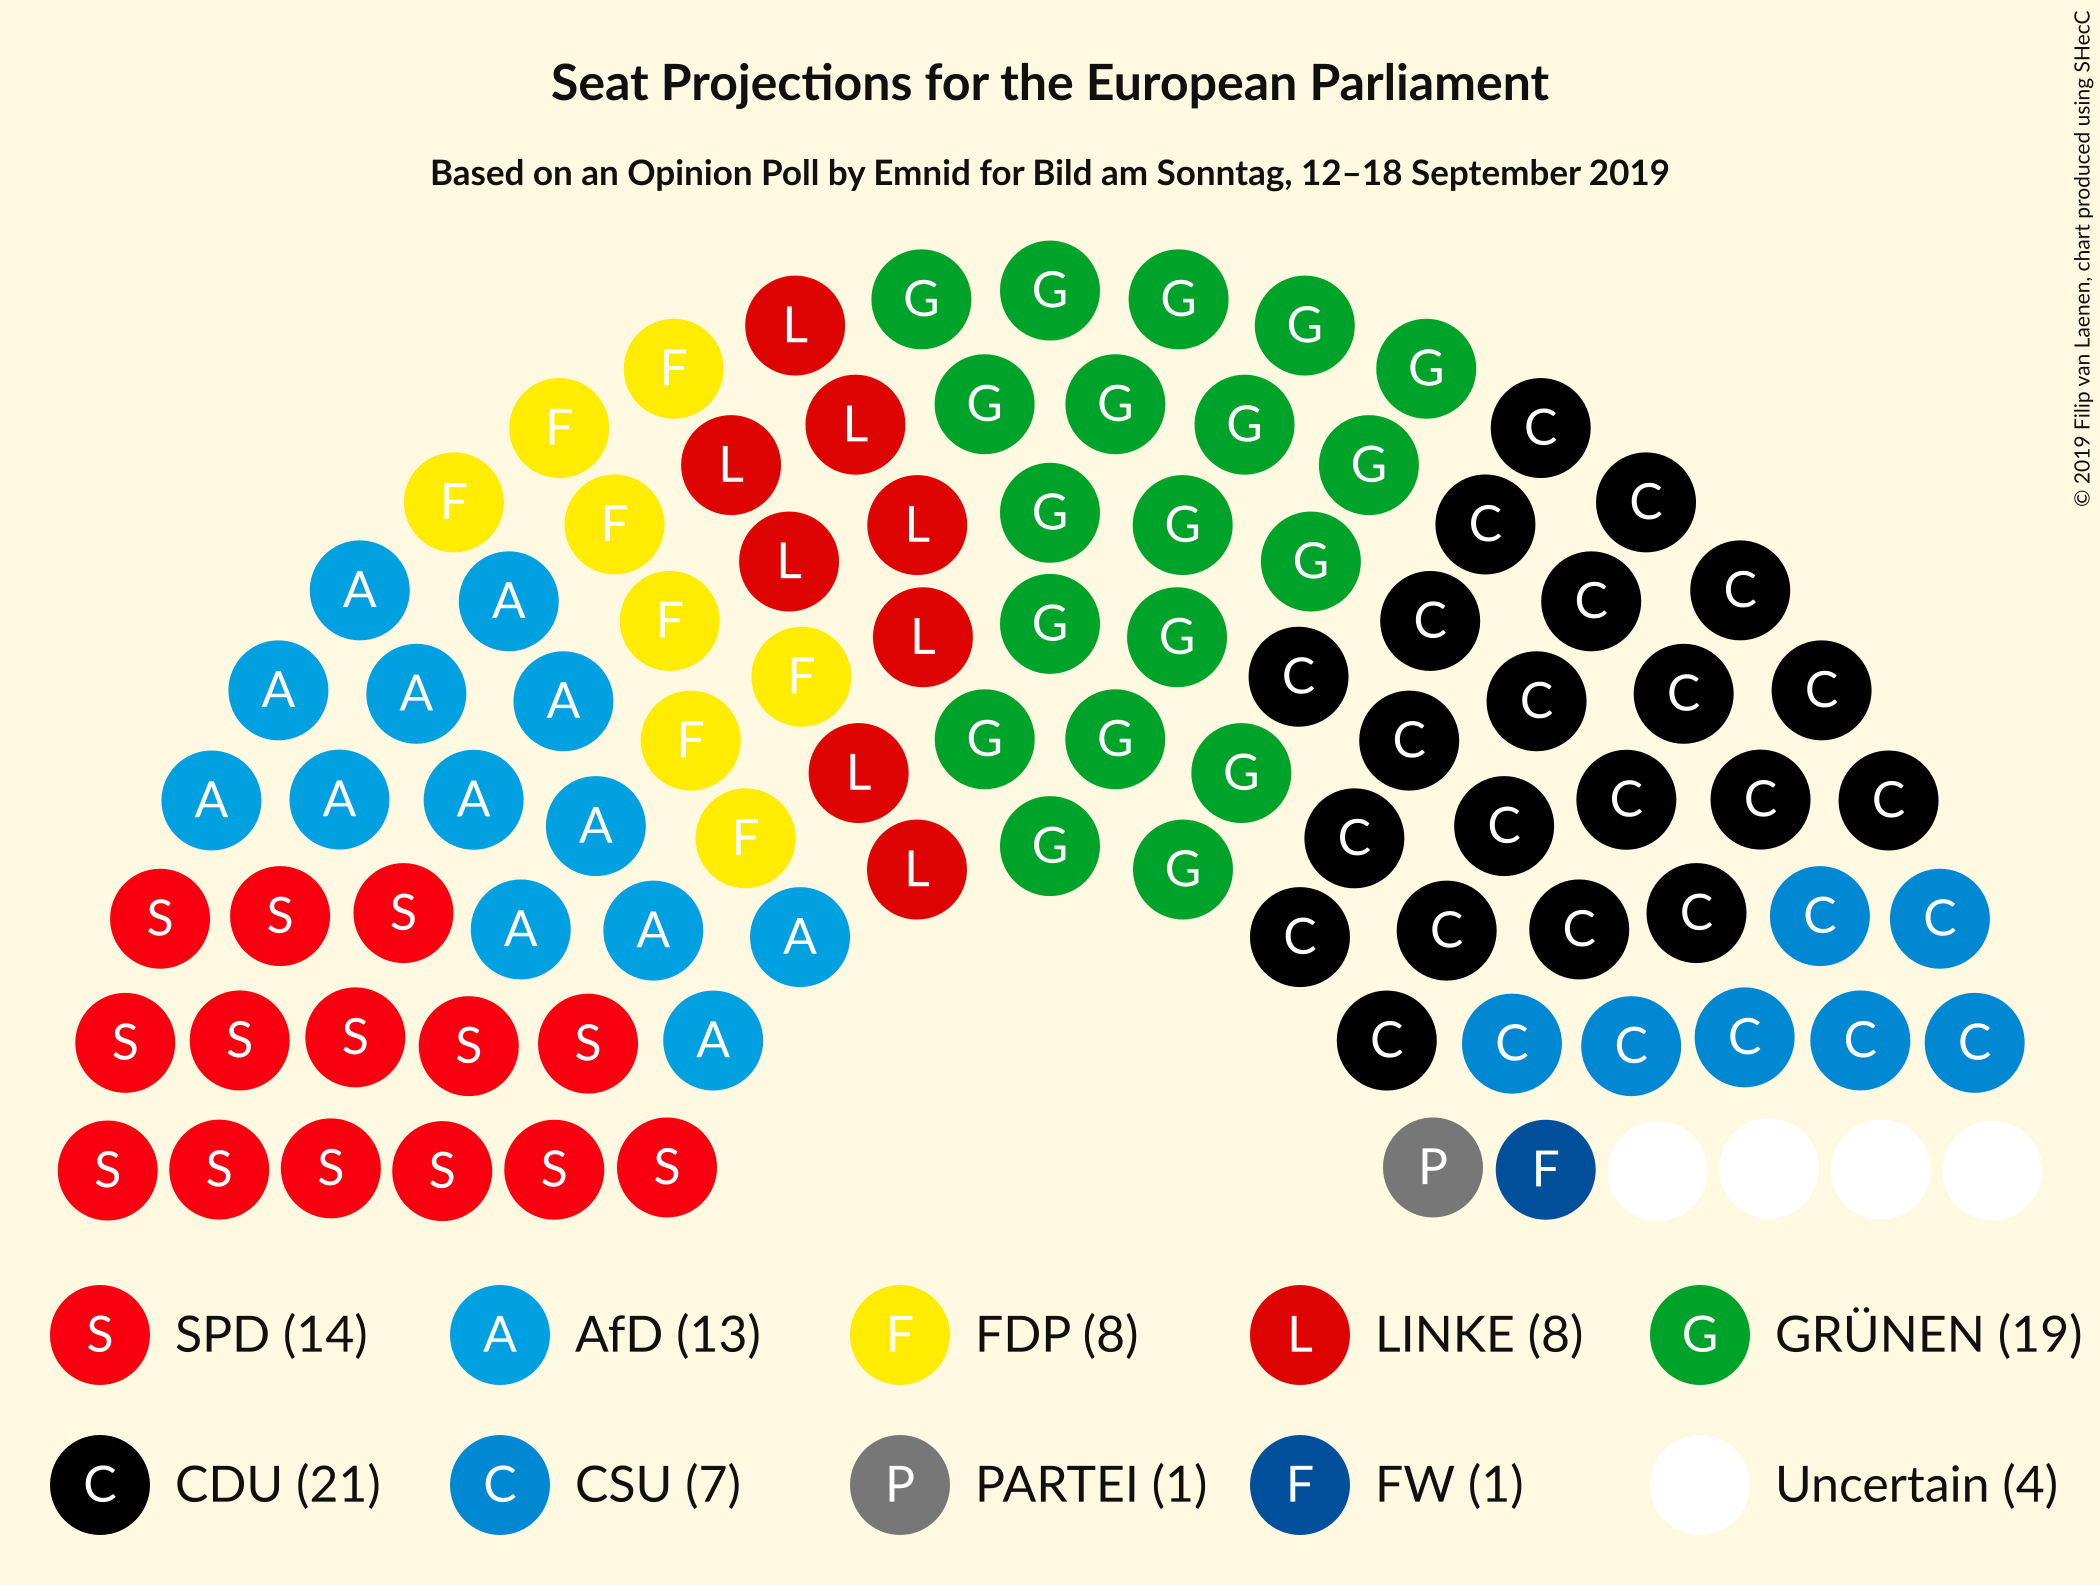 Seat Projections for the European Parliament
Based on an Opinion Poll by Emnid for Bild am Sonntag, 12–18 September 2019
© 2019 Filip van Laenen, chart produced using SHecC
G G G
L G
F G
G G
L G
F C
L G
F C
L G G
F C
L G
A C
A C
F C
L G G
F C
A C
A C
A C
F G G C
L G
F C
A C
A C
A C
A C
A C
F C
L G
G
L G
S S S A A A C C C C C C
S S S S S A C C C C C C
S S S S S S P F
S SPD (14) A AfD (13) F FDP (8) L LINKE (8) G GRÜNEN (19)
C CDU (21) C CSU (7) P PARTEI (1) F FW (1) Uncertain (4)